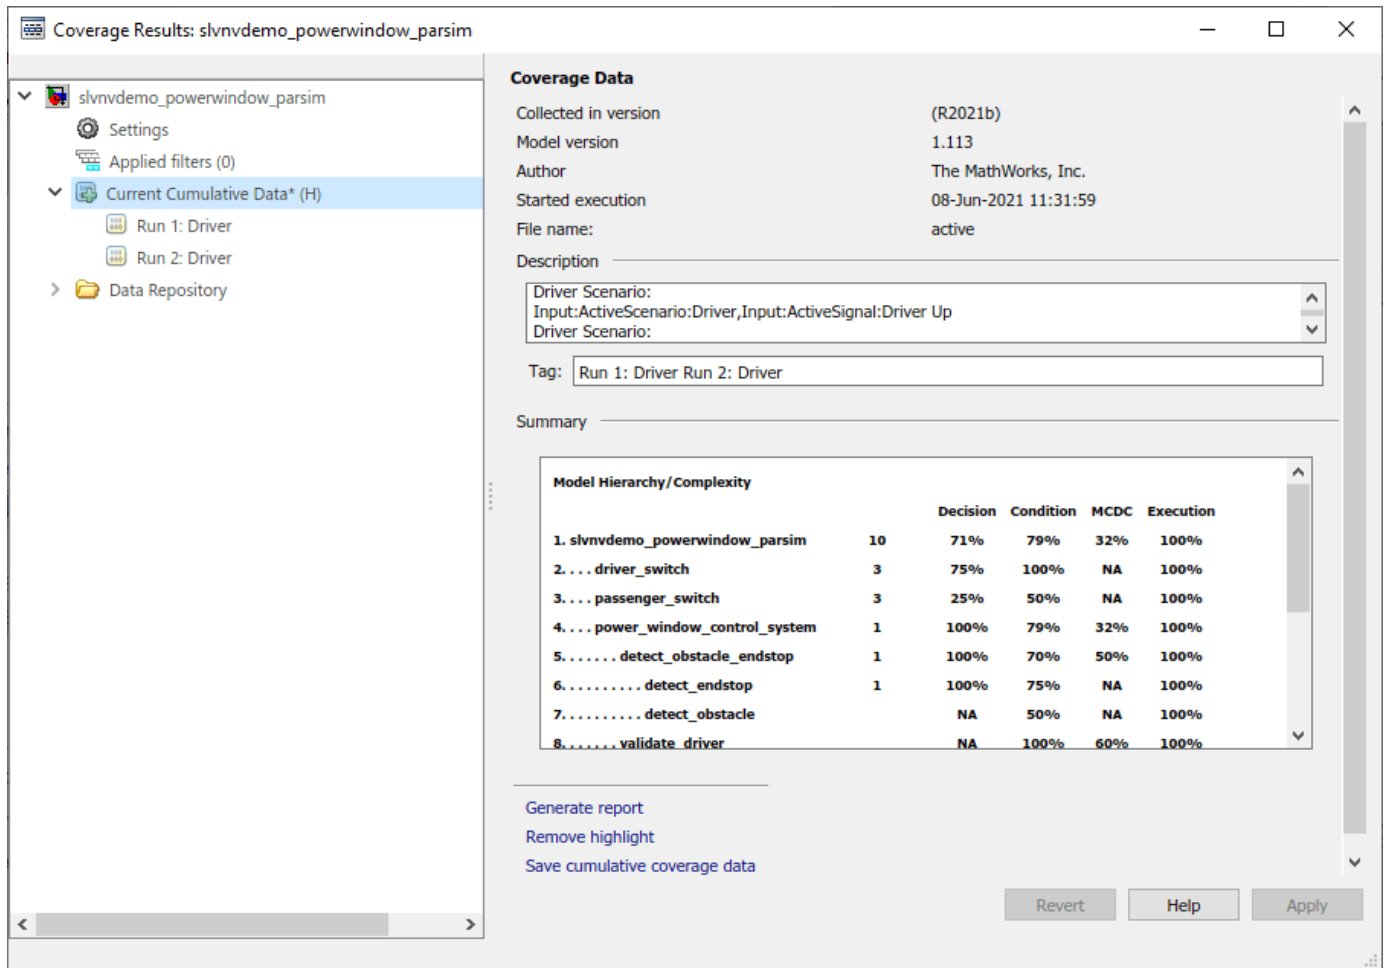 Coverage Results: slvnvdemo_powerwindow_parsim
slvnvdemo_powerwindow_parsim
Settings
Applied filters (0)
Current Cumulative Data* (H)
Run 1: Driver
Run 2: Driver
Data Repository
Coverage Data
Collected in version (R2021b)
Model version 1.113
Author The MathWorks, Inc.
Started execution 08-Jun-2021 11:31:59
File name: active
Description
Driver Scenario:
Input:ActiveScenario:Driver,Input:ActiveSignal:Driver Up
Driver Scenario:
Tag: Run 1: Driver Run 2: Driver
Summary
Model Hierarchy/Complexity
Decision Condition MCDC Execution
1. slvnvdemo_powerwindow_parsim 10 71% 79% 32% 100%
2. . . . driver_switch 3 75% 100% NA 100%
3. . . . passenger_switch 3 25% 50% NA 100%
4. . . . power_window_control_system 1 100% 79% 32% 100%
5. . . . . . . detect_obstacle_endstop 1 100% 70% 50% 100%
6. . . . . . . . . . detect_endstop 1 100% 75% NA 100%
7. . . . . . . . . . detect_obstacle NA 50% NA 100%
8. . . . . . . validate_driver NA 100% 60% 100%
Generate report
Remove highlight
Save cumulative coverage data
Revert Help Apply